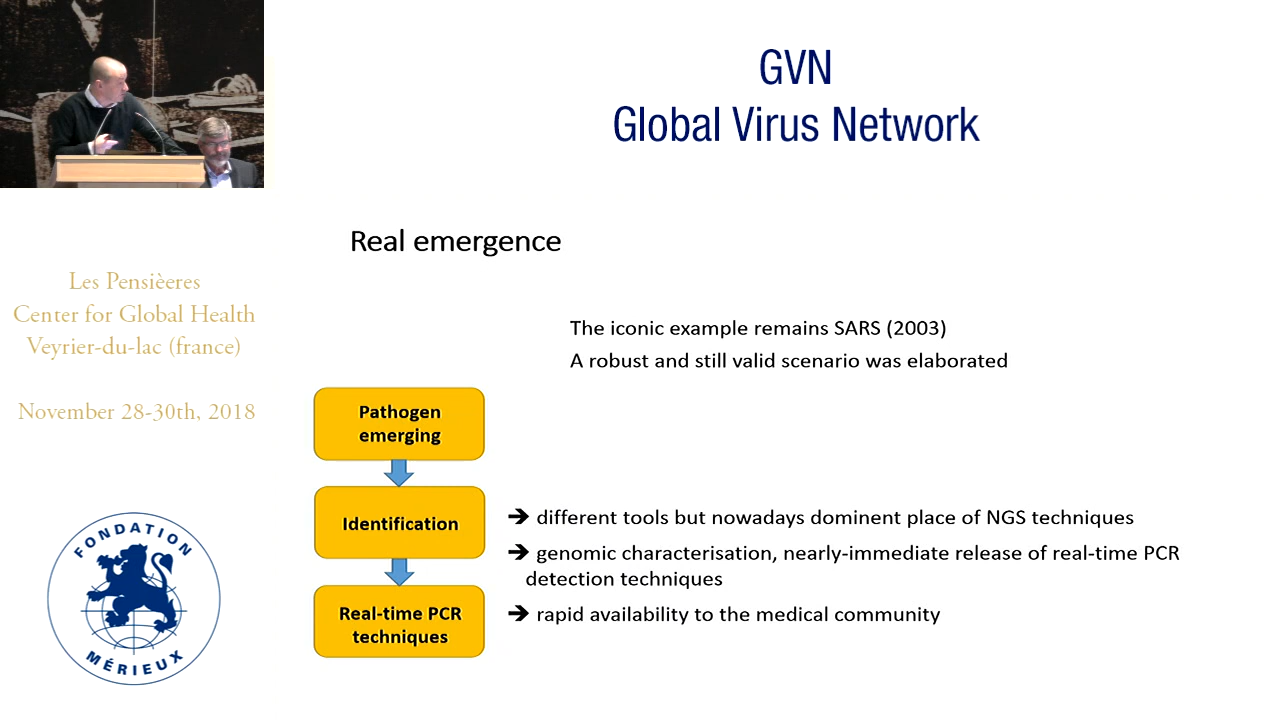 GVN
Global Virus Network
Real emergence
Les Pensièeres
Center for Global Health
Veyrier-du-lac (france)
November 28-30th, 2018
The iconic example remains SARS (2003)
A robust and still valid scenario was elaborated
Pathogen
emerging
Identification
➔ different tools but nowadays dominent place of NGS techniques
➔ genomic characterisation, nearly-immediate release of real-time PCR
detection techniques
Real-time PCR
techniques
➔ rapid availability to the medical community
FONDATION
MÉRIEUX